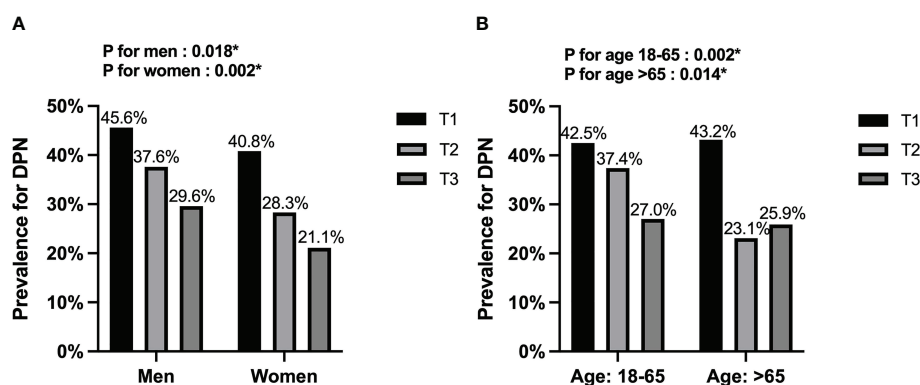 A
P for men : 0.018*
P for women : 0.002*
Prevalence for DPN
50%
40%
30%
20%
10%
0%
45.6%
37.6%
29.6%
40.8%
28.3%
21.1%
Men
Women
T1
T2
T3
B
P for age 18-65 : 0.002*
P for age >65 : 0.014*
Prevalence for DPN
50%
40%
30%
20%
10%
0%
42.5%
37.4%
27.0%
43.2%
23.1%
25.9%
Age: 18-65
Age: >65
T1
T2
T3